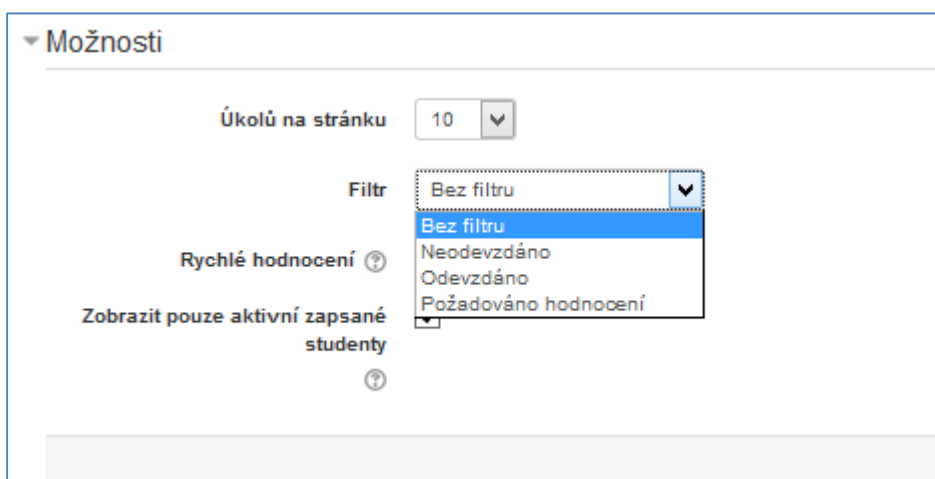 Možnosti
Úkolů na stránku 10
Filtr Bez filtru
Bez filtru
Neodevzdáno
Odevzdáno
Požadováno hodnocení
Rychlé hodnocení
Zobrazit pouze aktivní zapsané
studenty